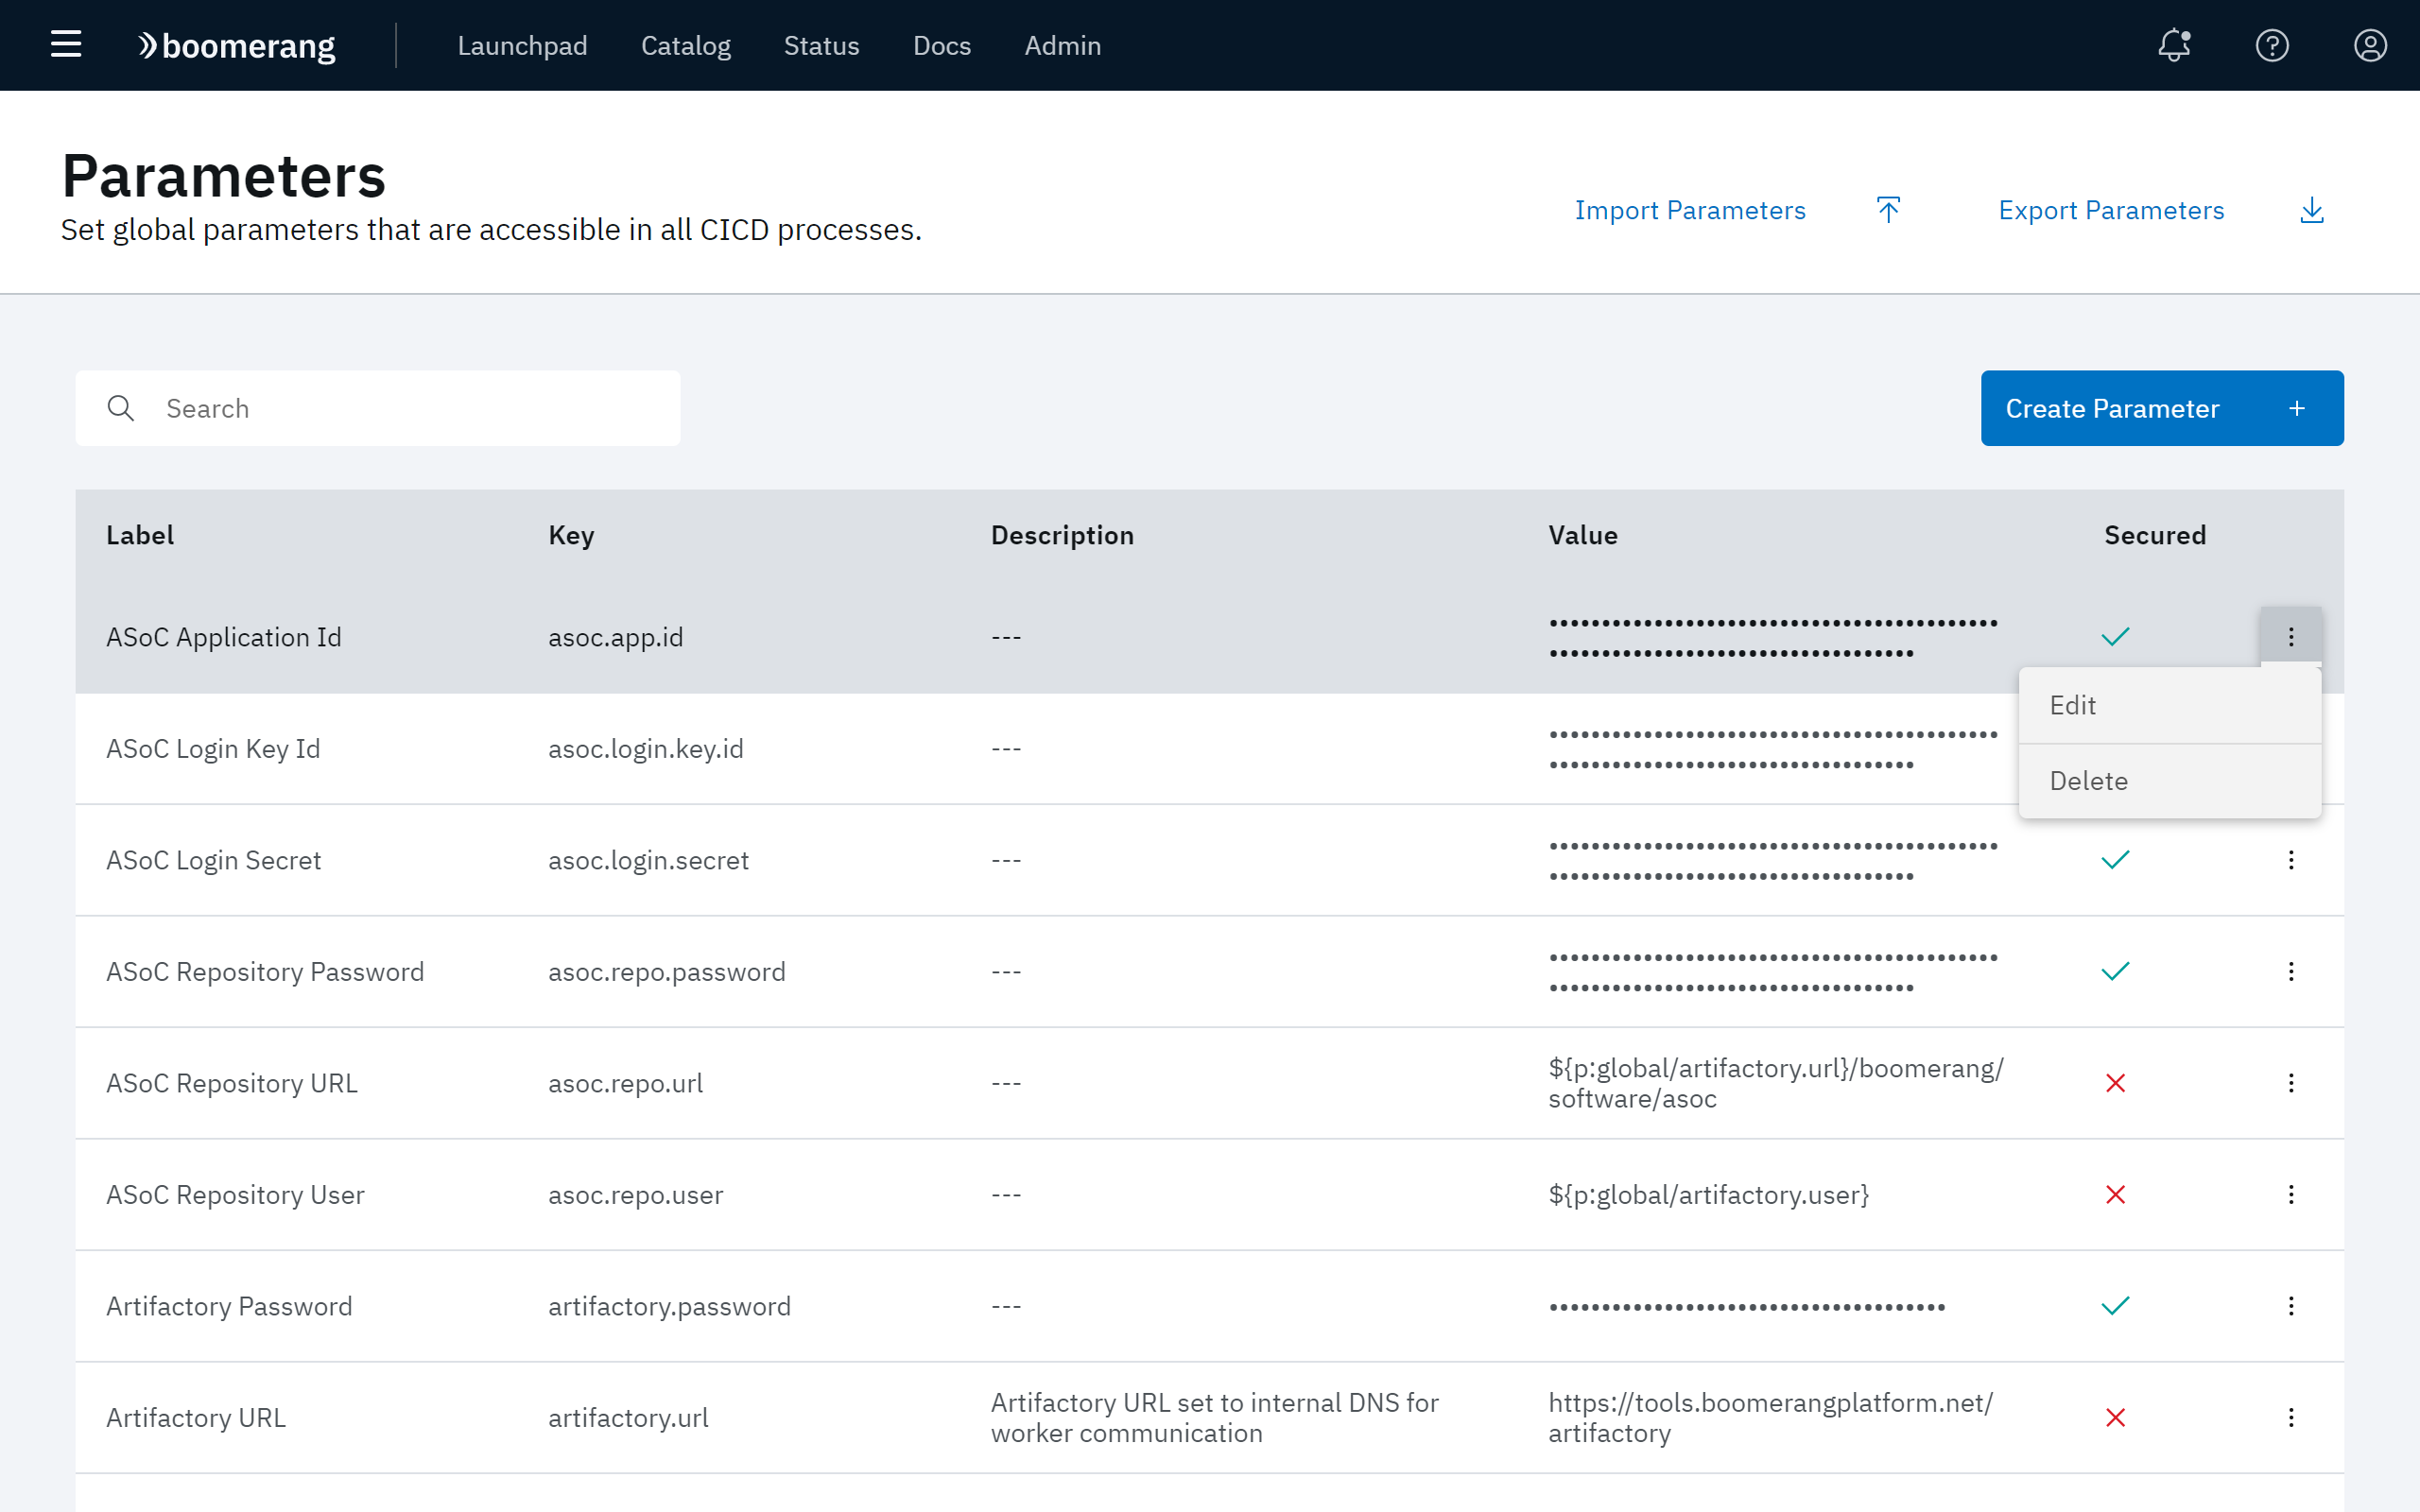 boomerang
Launchpad
Catalog
Status
Docs
Admin
Parameters
Set global parameters that are accessible in all CICD processes.
Import Parameters
Export Parameters
Search
Create Parameter
Label Key Description Value Secured
ASoC Application Id asoc.app.id --- •••••••••••••••••••••••••••••••••••••••••••
•••••••••••••••••••••••••••••••••••
Edit
Delete
ASoC Login Key Id asoc.login.key.id --- •••••••••••••••••••••••••••••••••••••••••••
•••••••••••••••••••••••••••••••••••
ASoC Login Secret asoc.login.secret --- •••••••••••••••••••••••••••••••••••••••••••
•••••••••••••••••••••••••••••••••••
ASoC Repository Password asoc.repo.password --- •••••••••••••••••••••••••••••••••••••••••••
•••••••••••••••••••••••••••••••••••
ASoC Repository URL asoc.repo.url --- ${p:global/artifactory.url}/boomerang/
software/asoc
ASoC Repository User asoc.repo.user --- ${p:global/artifactory.user}
Artifactory Password artifactory.password --- ••••••••••••••••••••••••••••••••••••••
Artifactory URL artifactory.url Artifactory URL set to internal DNS for
worker communication
https://tools.boomerangplatform.net/
artifactory